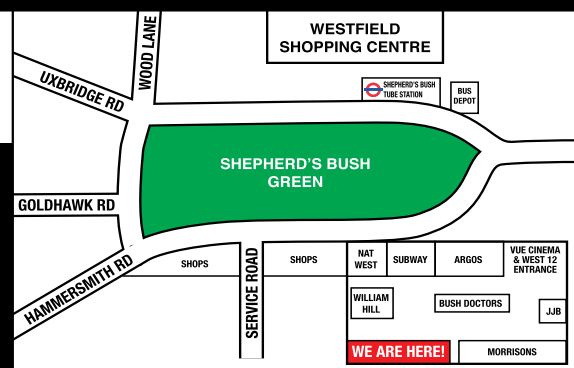 WESTFIELD
SHOPPING CENTRE
WOOD LANE
UXBRIDGE RD
SHEPHERD'S BUSH
TUBE STATION
BUS
DEPOT
SHEPHERD'S BUSH
GREEN
GOLDHAWK RD
HAMMERSMITH RD
SHOPS
SERVICE ROAD
SHOPS
NAT
WEST
SUBWAY
ARGOS
VUE CINEMA
& WEST 12
ENTRANCE
WILLIAM
HILL
BUSH DOCTORS
JJB
WE ARE HERE!
MORRISONS